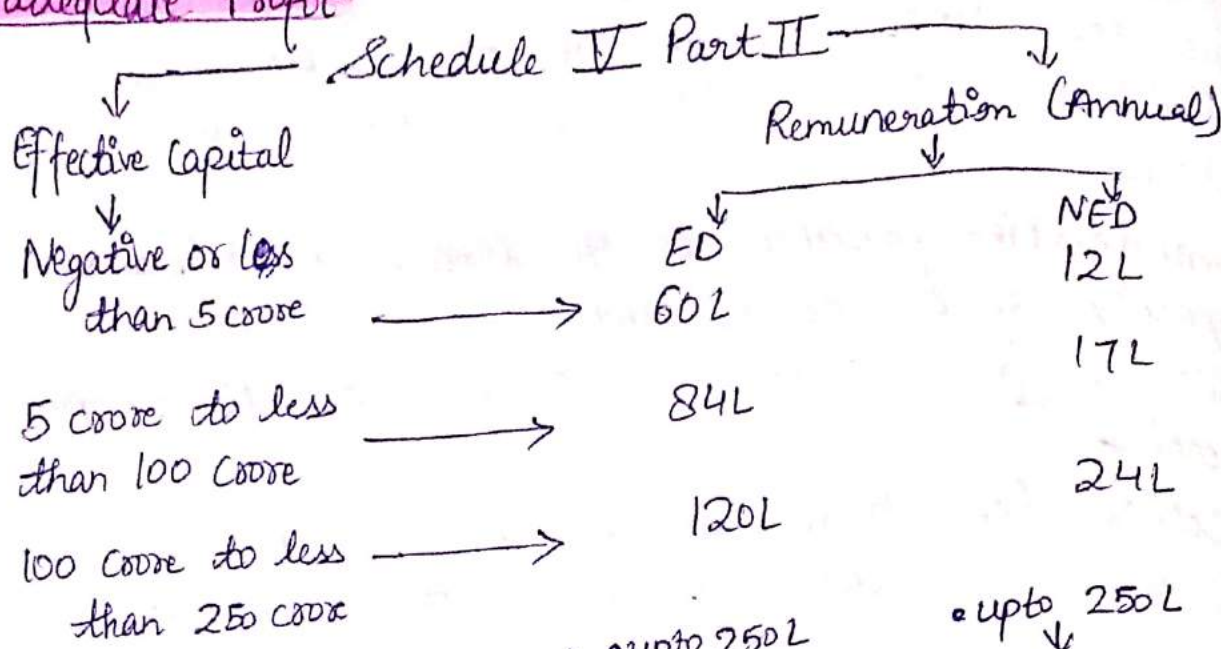 adequate Profit
Schedule V Part II
Effective Capital
Remuneration (Annual)
ED
NED
Negative or less
than 5 crore
60L
12L
5 crore to less
than 100 Crore
84L
17L
100 Crore to less
than 250 crore
120L
24L
upto 250L
upto 250L